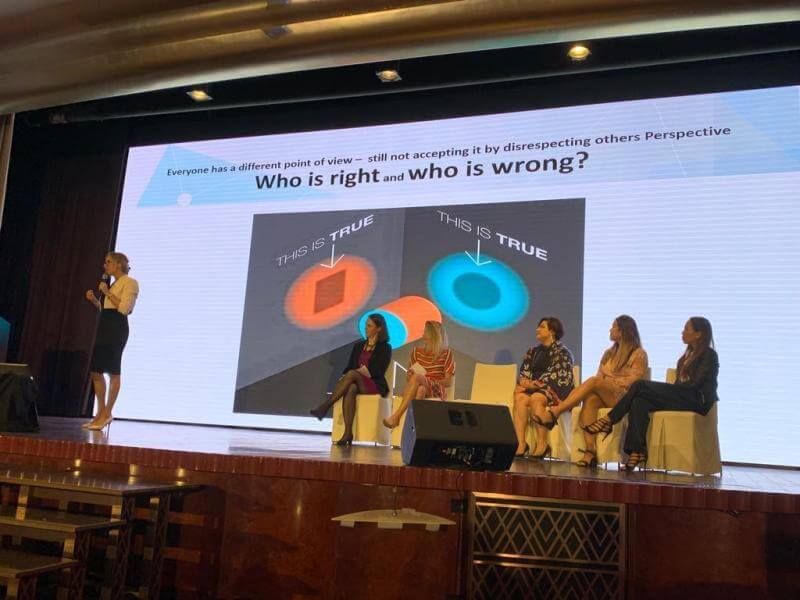 Everyone has a different point of view – still not accepting it by disrespecting others Perspective
Who is right and who is wrong?
THIS IS TRUE
THIS IS TRUE